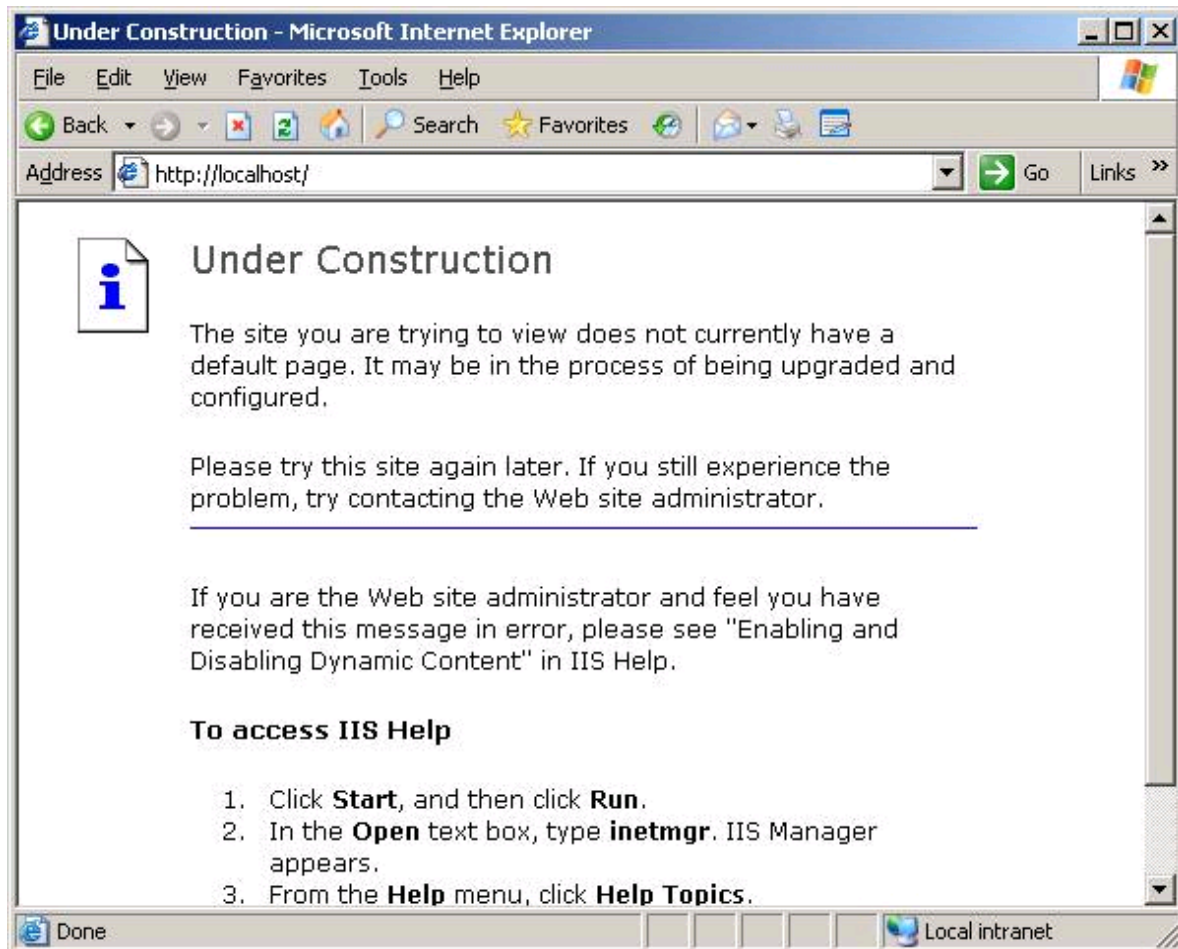 Under Construction - Microsoft Internet Explorer
File Edit View Favorites Tools Help
Back Search Favorites
Address http://localhost/ Go Links »
i
Under Construction
The site you are trying to view does not currently have a
default page. It may be in the process of being upgraded and
configured.
Please try this site again later. If you still experience the
problem, try contacting the Web site administrator.
If you are the Web site administrator and feel you have
received this message in error, please see "Enabling and
Disabling Dynamic Content" in IIS Help.
To access IIS Help
1. Click Start, and then click Run.
2. In the Open text box, type inetmgr. IIS Manager
appears.
3. From the Help menu, click Help Topics.
Done Local intranet